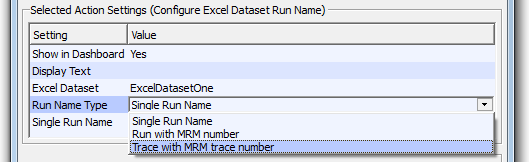 Selected Action Settings (Configure Excel Dataset Run Name)
Setting Value
Show in Dashboard Yes
Display Text
Excel Dataset ExcelDatasetOne
Run Name Type Single Run Name
Single Run Name Single Run Name
Run with MRM number
Trace with MRM trace number